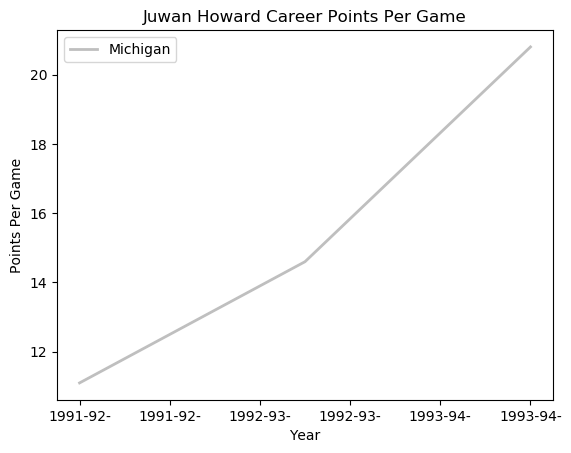 Juwan Howard Career Points Per Game
Michigan
Points Per Game
20
18
16
14
12
1991-92-
1991-92-
1992-93-
1992-93-
1993-94-
1993-94-
Year